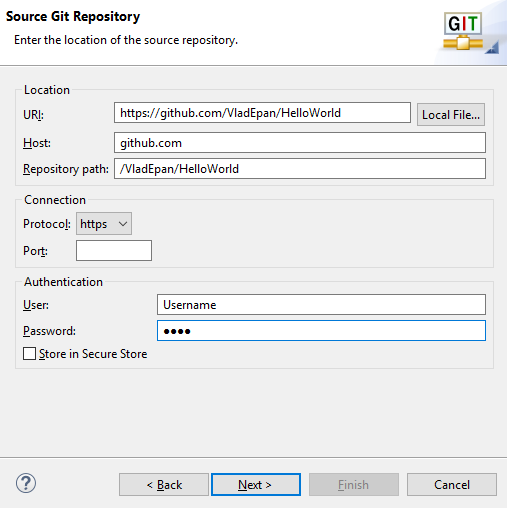 Source Git Repository
Enter the location of the source repository.
GIT
Location
URI: https://github.com/VladEpan/HelloWorld Local File...
Host: github.com
Repository path: /VladEpan/HelloWorld
Connection
Protocol: https
Port:
Authentication
User: Username
Password: ●●●●
Store in Secure Store
? < Back Next > Finish Cancel